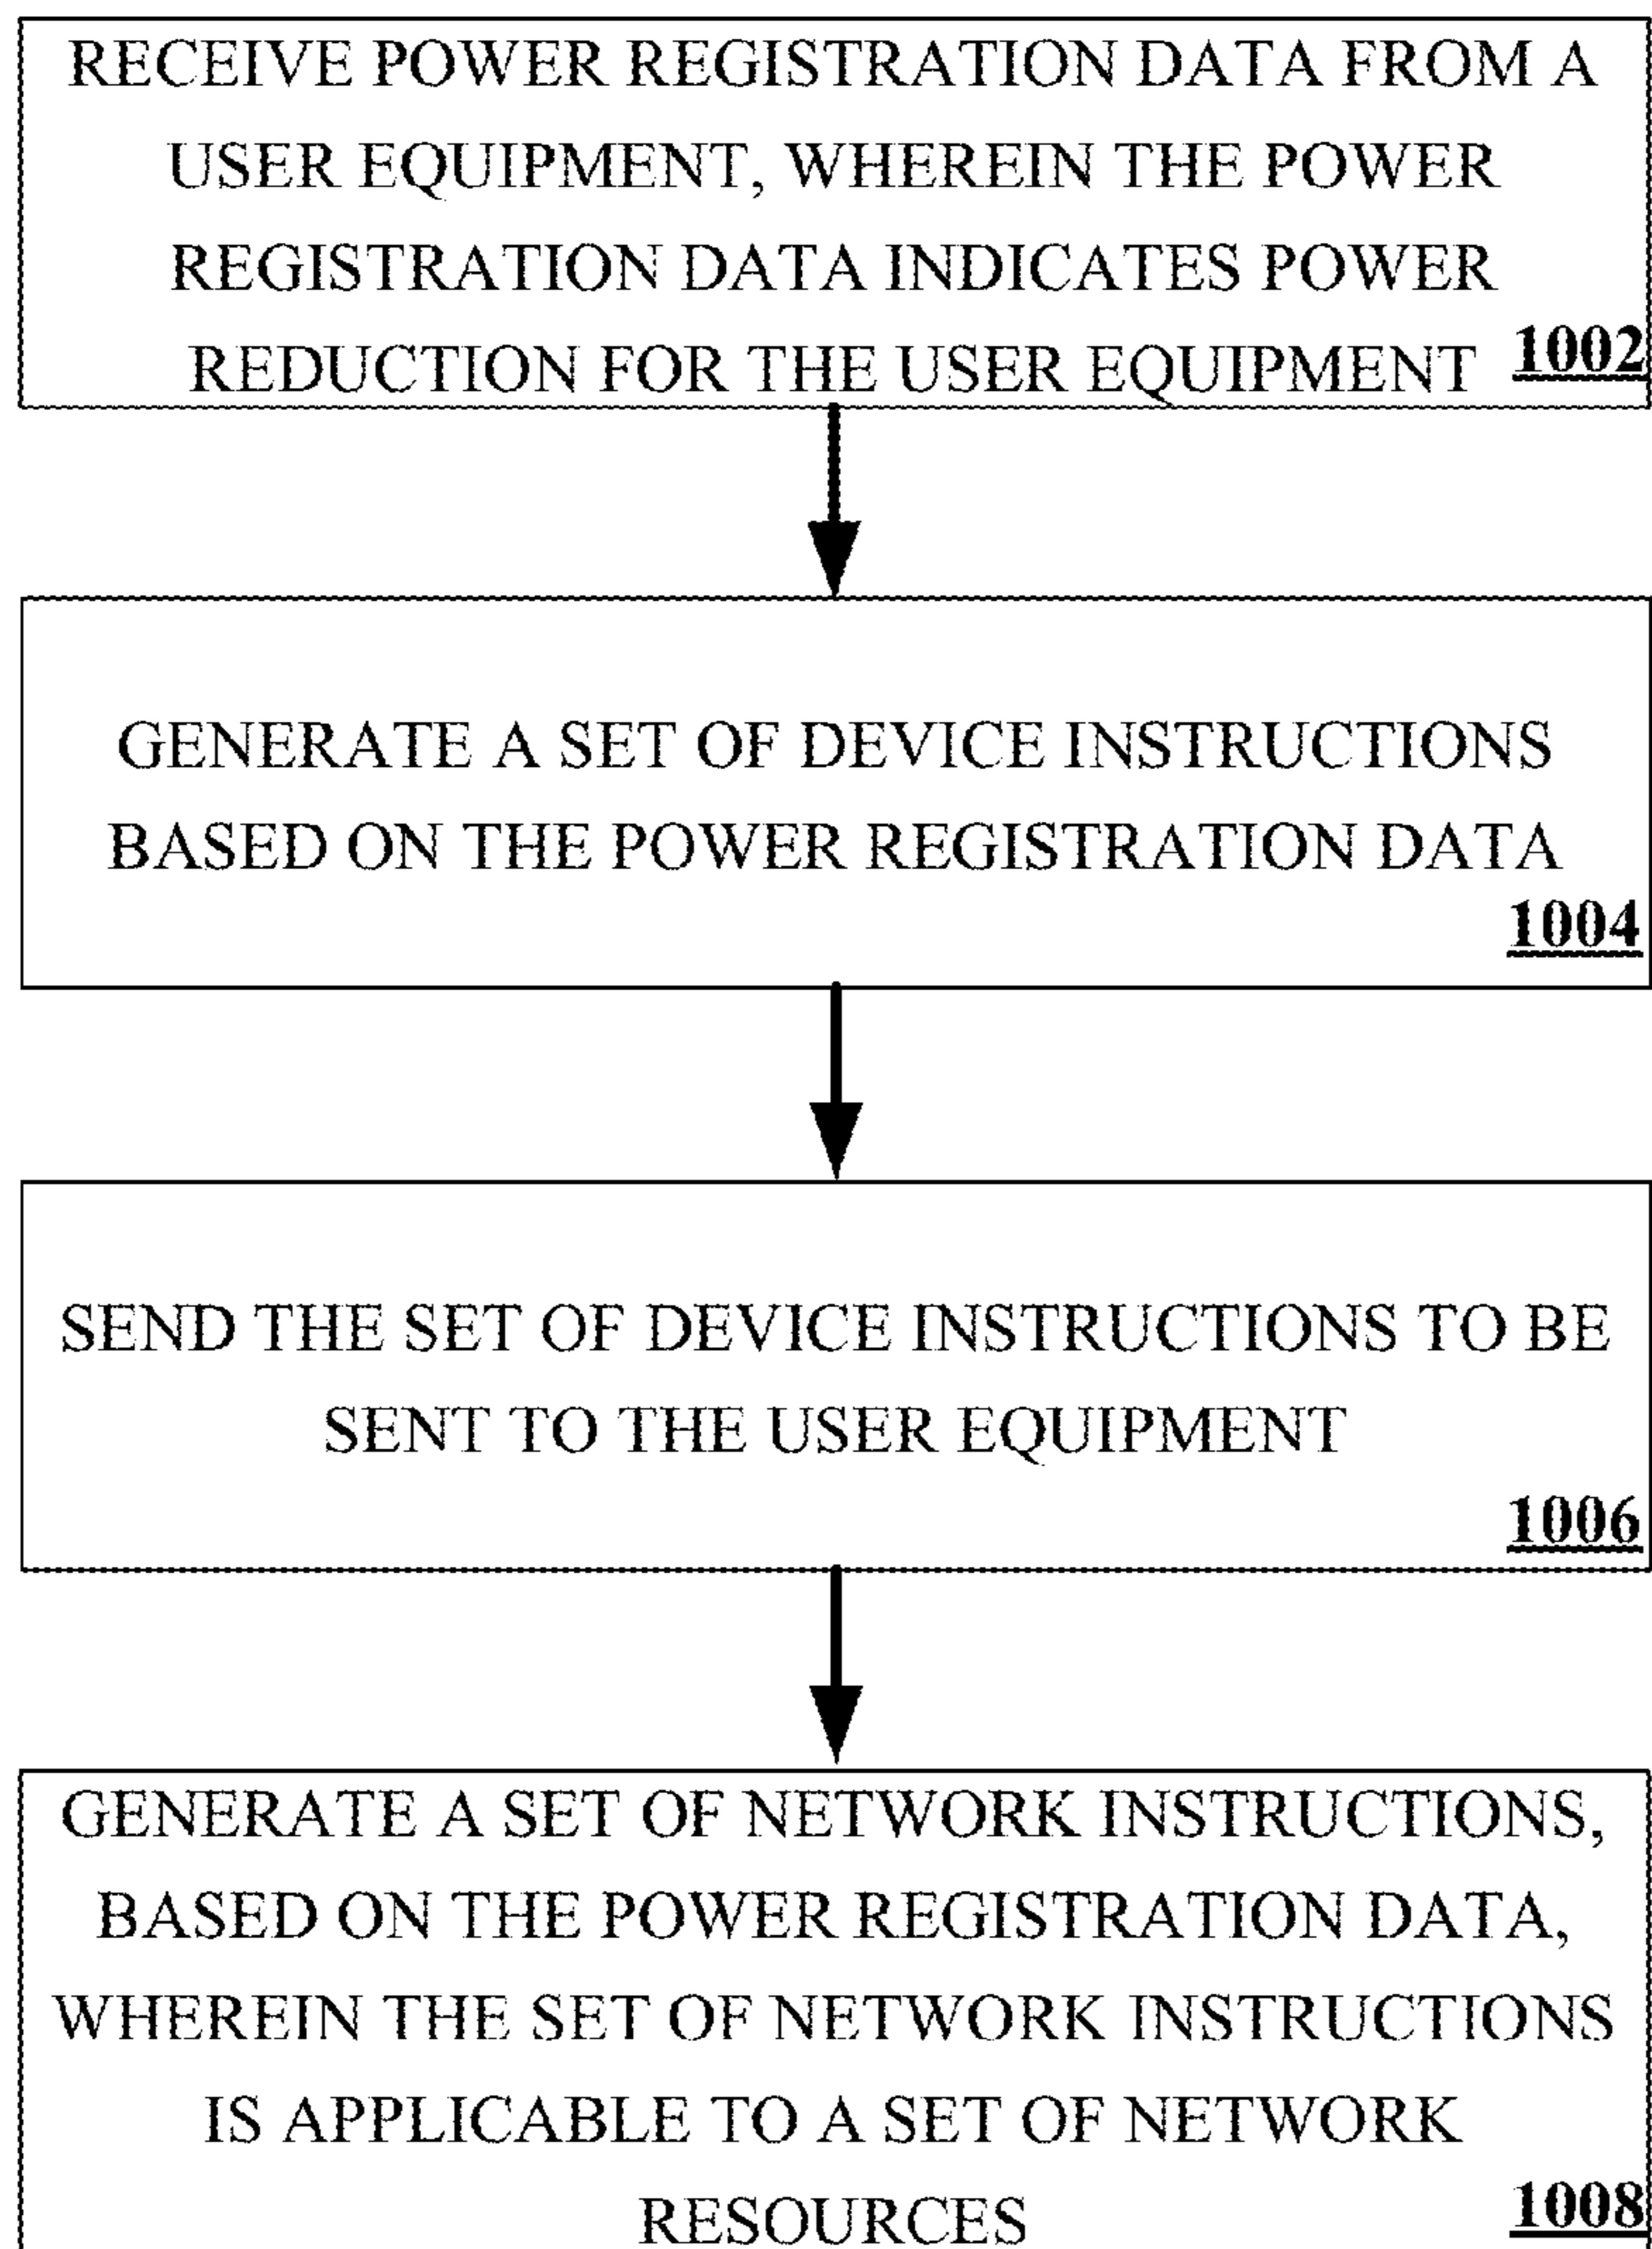 RECEIVE POWER REGISTRATION DATA FROM A
USER EQUIPMENT, WHEREIN THE POWER
REGISTRATION DATA INDICATES POWER
REDUCTION FOR THE USER EQUIPMENT 1002
GENERATE A SET OF DEVICE INSTRUCTIONS
BASED ON THE POWER REGISTRATION DATA
1004
SEND THE SET OF DEVICE INSTRUCTIONS TO BE
SENT TO THE USER EQUIPMENT
1006
GENERATE A SET OF NETWORK INSTRUCTIONS,
BASED ON THE POWER REGISTRATION DATA,
WHEREIN THE SET OF NETWORK INSTRUCTIONS
IS APPLICABLE TO A SET OF NETWORK
RESOURCES 1008